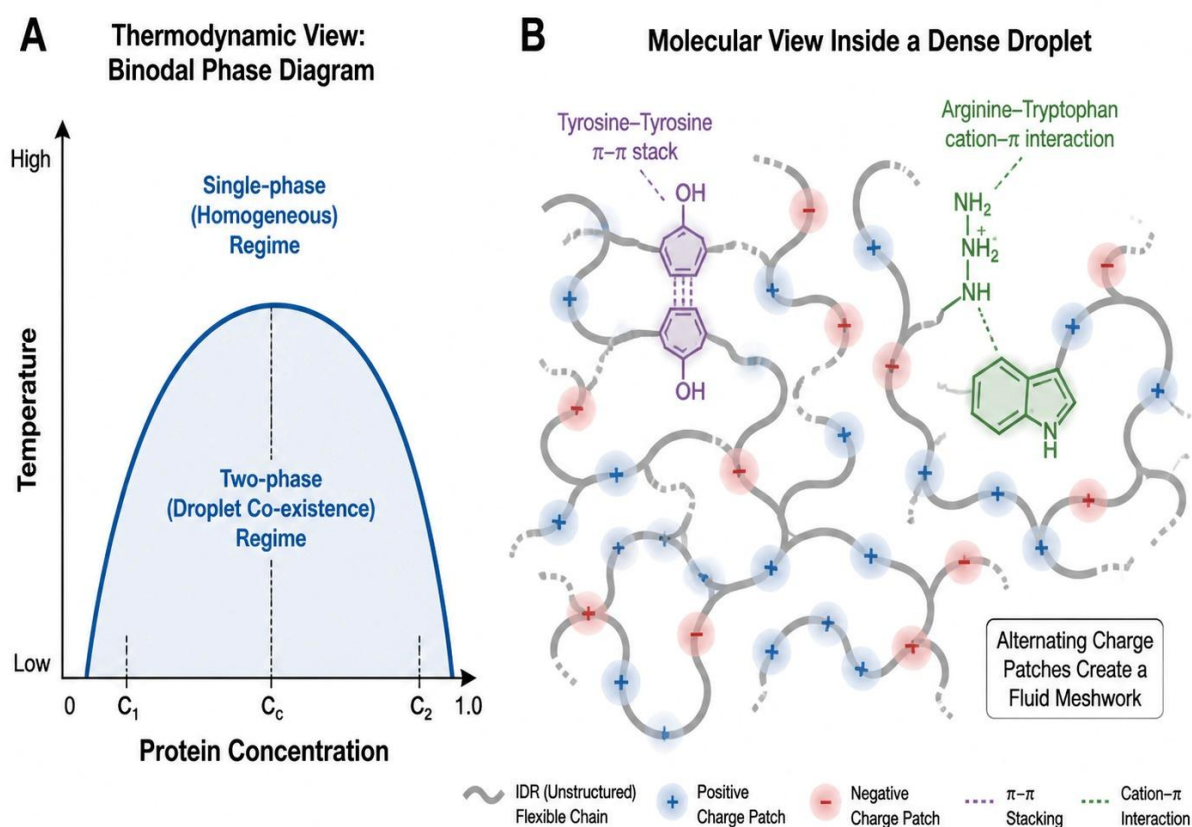 A
Thermodynamic View:
Binodal Phase Diagram
High
Single-phase
(Homogeneous)
Regime
Temperature
Two-phase
(Droplet Co-existence)
Regime
Low
0
C₁
C꜀
C₂
1.0
Protein Concentration
B
Molecular View Inside a Dense Droplet
Tyrosine–Tyrosine
π–π stack
OH
OH
Arginine–Tryptophan
cation–π interaction
NH₂
+
NH₂
NH
N
H
Alternating Charge
Patches Create a
Fluid Meshwork
IDR (Unstructured)
Flexible Chain
+ Positive
Charge Patch
− Negative
Charge Patch
π–π
Stacking
Cation–π
Interaction